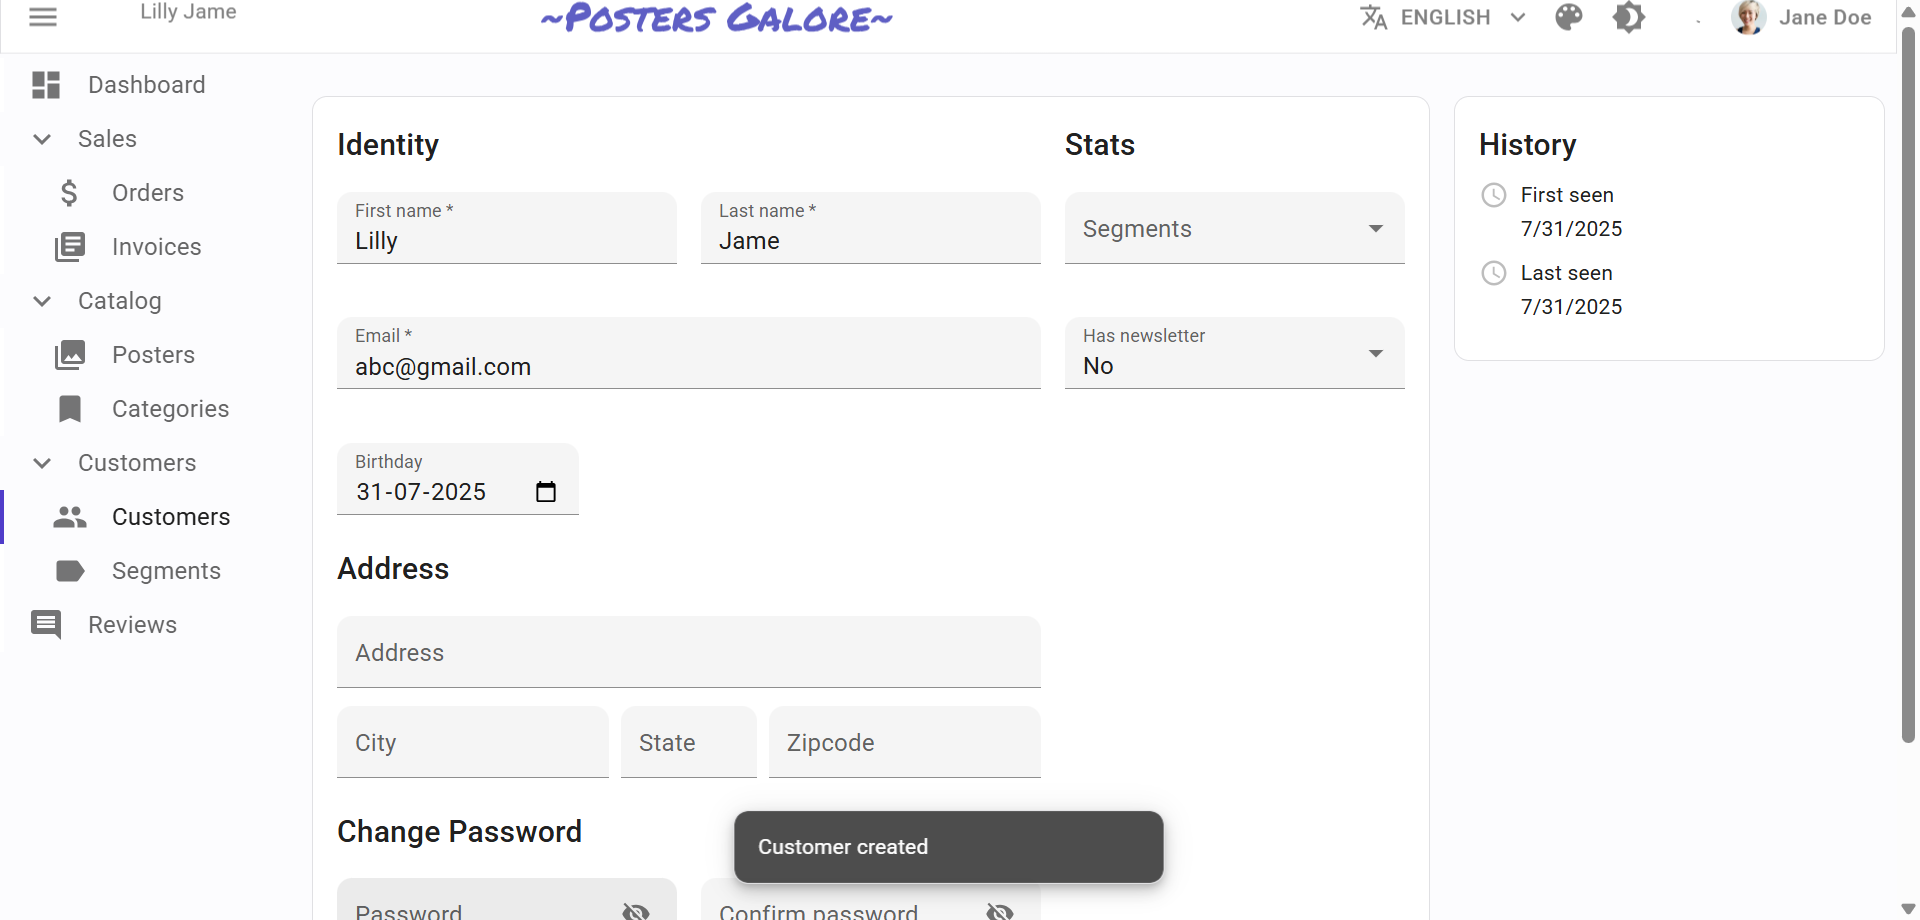 Lilly Jame
~Posters Galore~
ENGLISH
Jane Doe
Dashboard
Sales
Orders
Invoices
Catalog
Posters
Categories
Customers
Customers
Segments
Reviews
Identity
First name *
Lilly
Last name *
Jame
Email *
abc@gmail.com
Birthday
31-07-2025
Stats
Segments
Has newsletter
No
Address
Address
City
State
Zipcode
Change Password
Password
Confirm password
History
First seen
7/31/2025
Last seen
7/31/2025
Customer created